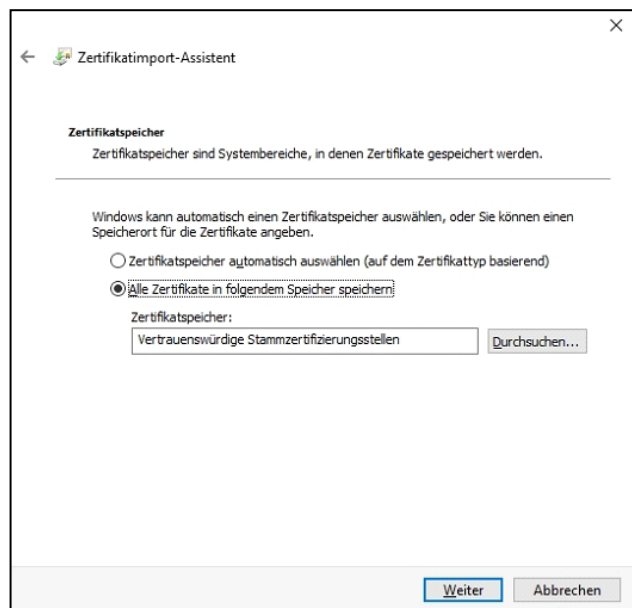 Zertifikatimport-Assistent
Zertifikatspeicher
Zertifikatspeicher sind Systembereiche, in denen Zertifikate gespeichert werden.
Windows kann automatisch einen Zertifikatspeicher auswählen, oder Sie können einen
Speicherort für die Zertifikate angeben.
Zertifikatspeicher automatisch auswählen (auf dem Zertifikattyp basierend)
Alle Zertifikate in folgendem Speicher speichern
Zertifikatspeicher:
Vertrauenswürdige Stammzertifizierungsstellen
Durchsuchen...
Weiter
Abbrechen